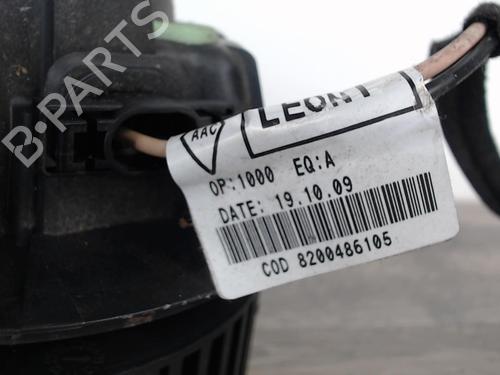 B-PARTS
AAC
LEONI
OP:1000 EQ:A
DATE: 19.10.09
COD 8200486105